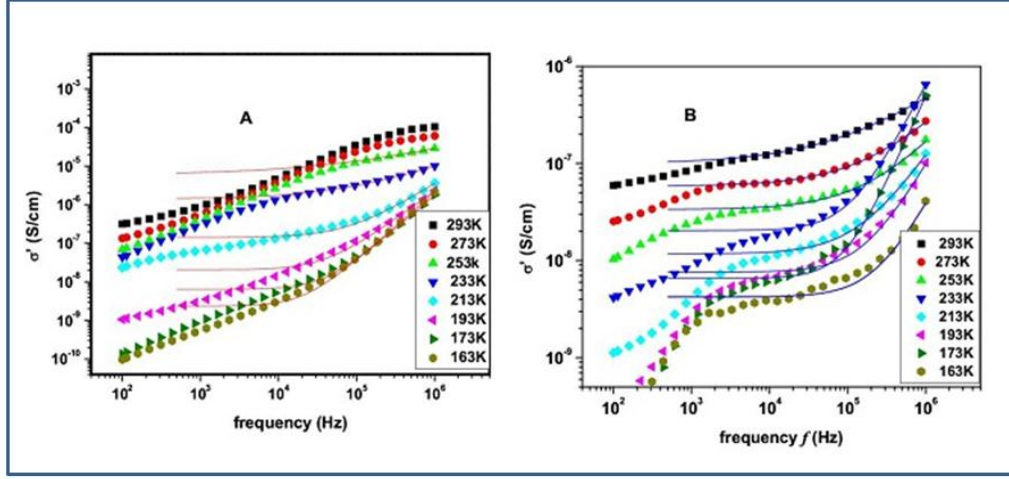 A
10⁻³
10⁻⁴
10⁻⁵
10⁻⁶
10⁻⁷
10⁻⁸
10⁻⁹
10⁻¹⁰
σ' (S/cm)
10² 10³ 10⁴ 10⁵ 10⁶
frequency (Hz)
293K
273K
253k
233K
213K
193K
173K
163K
B
10⁻⁶
10⁻⁷
10⁻⁸
10⁻⁹
σ' (S/cm)
10² 10³ 10⁴ 10⁵ 10⁶
frequency f (Hz)
293K
273K
253K
233K
213K
193K
173K
163K